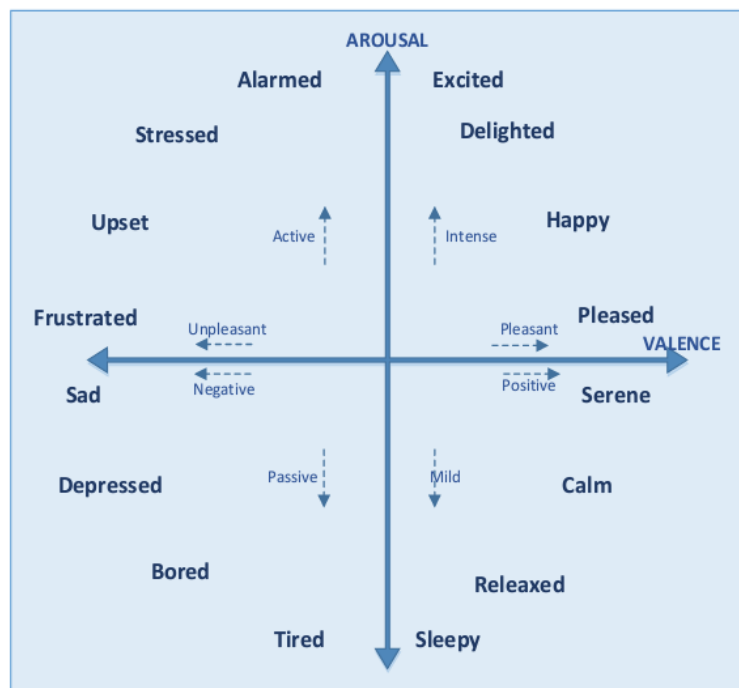 AROUSAL
Alarmed Excited
Stressed Delighted
Upset Happy
Active Intense
Frustrated Pleased
Unpleasant Pleasant
VALENCE
Negative Positive
Sad Serene
Passive Mild
Depressed Calm
Bored Releaxed
Tired Sleepy